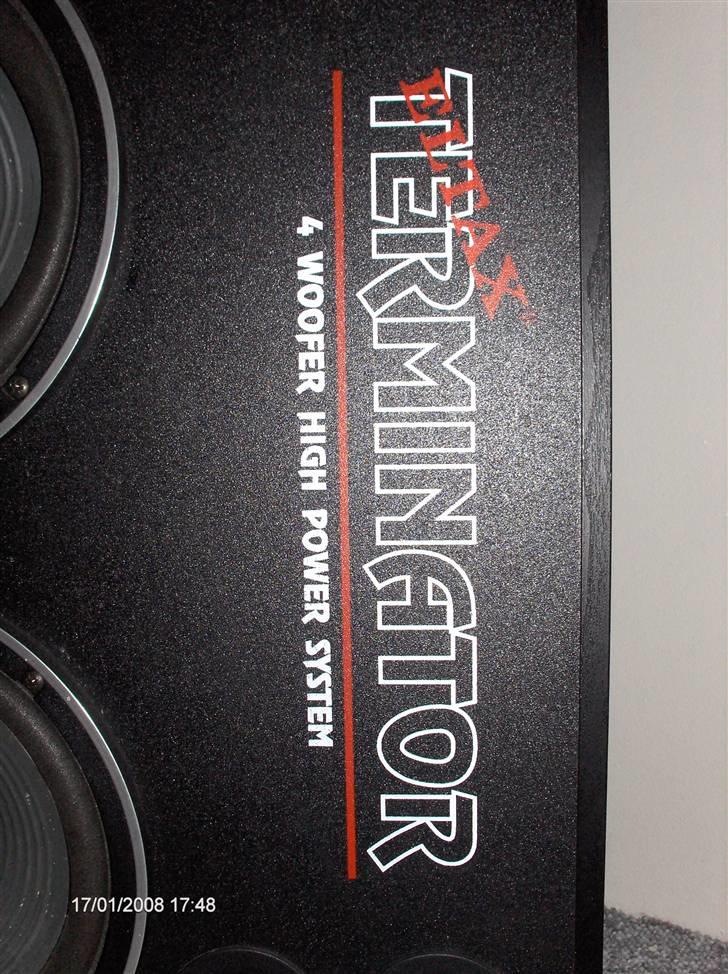 ELTAX®
TERMINATOR
4 WOOFER HIGH POWER SYSTEM
17/01/2008 17:48